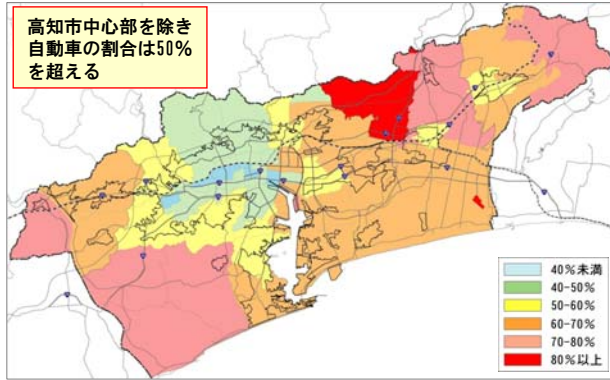 高知市中心部を除き
自動車の割合は50%
を超える
40%未満
40-50%
50-60%
60-70%
70-80%
80%以上